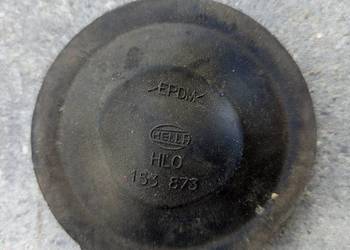 >EPDM<
HELLA
HLO
153 873